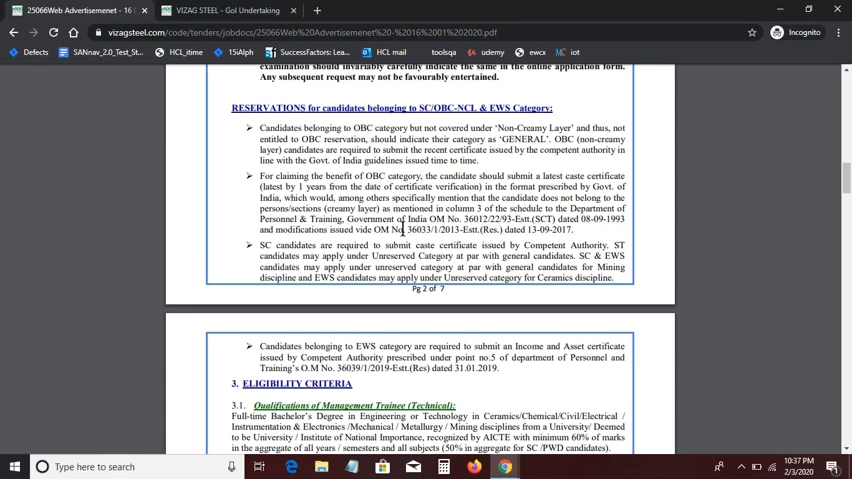 25066Web Advertisemenet - 16
VIZAG STEEL - GoI Undertaking
vizagsteel.com/code/tenders/jobdocs/25066Web%20Advertisemenet%20-%2016%2001%202020.pdf
Incognito
Defects
SANnav_2.0_Test_St...
HCL_itime
15iAlph
SuccessFactors: Lea...
HCL mail
toolsqa
udemy
ewcx
iot
examination should invariably carefully indicate the same in the online application form.
Any subsequent request may not be favourably entertained.
RESERVATIONS for candidates belonging to SC/OBC-NCL & EWS Category:
➢ Candidates belonging to OBC category but not covered under ‘Non-Creamy Layer’ and thus, not
entitled to OBC reservation, should indicate their category as ‘GENERAL’. OBC (non-creamy
layer) candidates are required to submit the recent certificate issued by the competent authority in
line with the Govt. of India guidelines issued time to time.
➢ For claiming the benefit of OBC category, the candidate should submit a latest caste certificate
(latest by 1 years from the date of certificate verification) in the format prescribed by Govt. of
India, which would, among others specifically mention that the candidate does not belong to the
persons/sections (creamy layer) as mentioned in column 3 of the schedule to the Department of
Personnel & Training, Government of India OM No. 36012/22/93-Estt.(SCT) dated 08-09-1993
and modifications issued vide OM No. 36033/1/2013-Estt.(Res.) dated 13-09-2017.
➢ SC candidates are required to submit caste certificate issued by Competent Authority. ST
candidates may apply under Unreserved Category at par with general candidates. SC & EWS
candidates may apply under unreserved category at par with general candidates for Mining
discipline and EWS candidates may apply under Unreserved category for Ceramics discipline.
Pg 2 of 7
➢ Candidates belonging to EWS category are required to submit an Income and Asset certificate
issued by Competent Authority prescribed under point no.5 of department of Personnel and
Training’s O.M No. 36039/1/2019-Estt.(Res) dated 31.01.2019.
3. ELIGIBILITY CRITERIA
3.1. Qualifications of Management Trainee (Technical):
Full-time Bachelor’s Degree in Engineering or Technology in Ceramics/Chemical/Civil/Electrical /
Instrumentation & Electronics /Mechanical / Metallurgy / Mining disciplines from a University/ Deemed
to be University / Institute of National Importance, recognized by AICTE with minimum 60% of marks
in the aggregate of all years / semesters and all subjects (50% in aggregate for SC /PWD candidates).
Type here to search
10:37 PM
2/3/2020